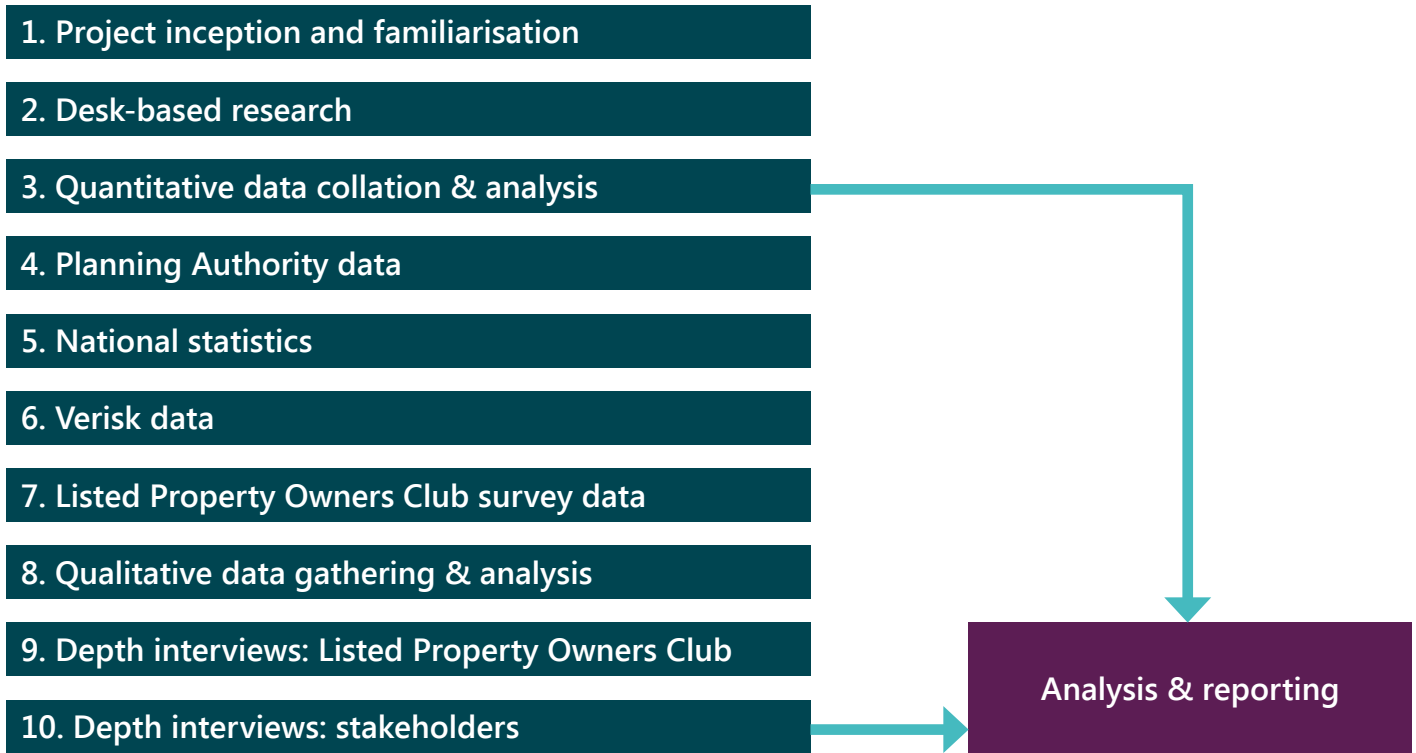 1. Project inception and familiarisation
2. Desk-based research
3. Quantitative data collation & analysis
4. Planning Authority data
5. National statistics
6. Verisk data
7. Listed Property Owners Club survey data
8. Qualitative data gathering & analysis
9. Depth interviews: Listed Property Owners Club
10. Depth interviews: stakeholders
Analysis & reporting